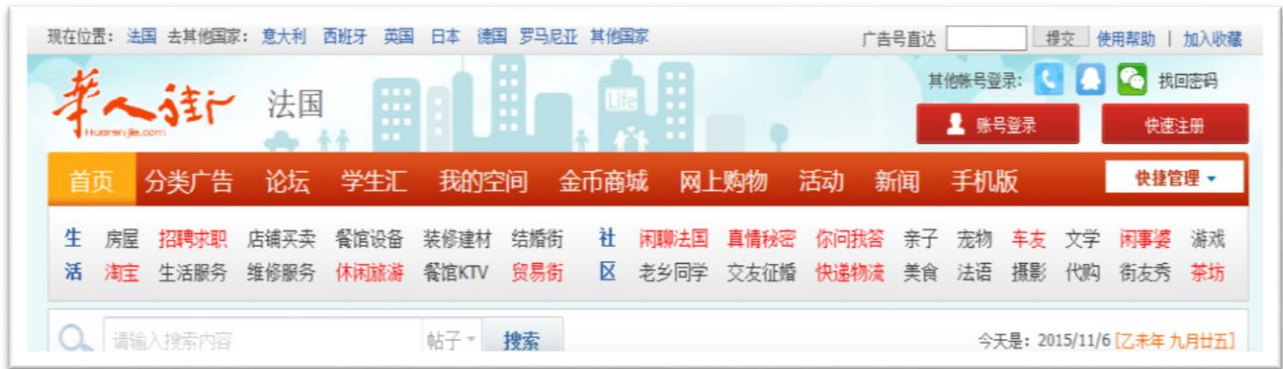 现在位置: 法国 去其他国家: 意大利 西班牙 英国 日本 德国 罗马尼亚 其他国家 广告号直达 提交 使用帮助 | 加入收藏
华人街 法国 Life 其他帐号登录: 找回密码
Huarenjie.com 账号登录 快速注册
首页 分类广告 论坛 学生汇 我的空间 金币商城 网上购物 活动 新闻 手机版 快捷管理
生 房屋 招聘求职 店铺买卖 餐馆设备 装修建材 结婚街 社 闲聊法国 真情秘密 你问我答 亲子 宠物 车友 文学 闲事婆 游戏
活 淘宝 生活服务 维修服务 休闲旅游 餐馆KTV 贸易街 区 老乡同学 交友征婚 快递物流 美食 法语 摄影 代购 街友秀 茶坊
请输入搜索内容 帖子 搜索 今天是: 2015/11/6 [乙未年 九月廿五]